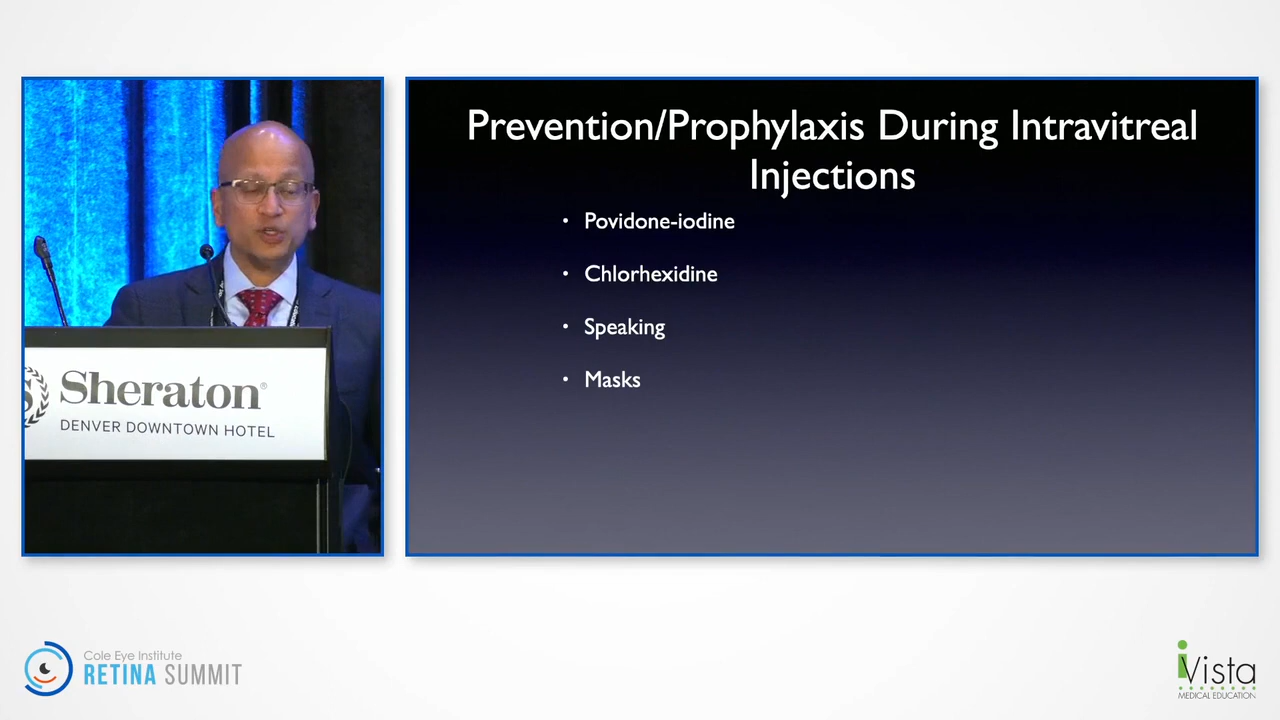 Prevention/Prophylaxis During Intravitreal
Injections
• Povidone-iodine
• Chlorhexidine
• Speaking
• Masks
S Sheraton®
DENVER DOWNTOWN HOTEL
Cole Eye Institute
RETINA SUMMIT
iVista
MEDICAL EDUCATION